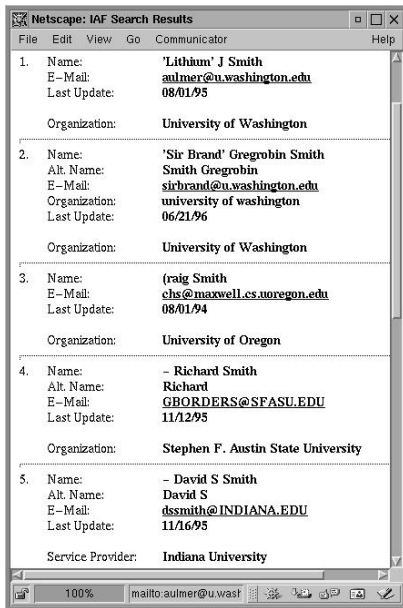 Netscape: IAF Search Results
File Edit View Go Communicator Help
1. Name: 'Lithium' J Smith
E-Mail: aulmer@u.washington.edu
Last Update: 08/01/95
Organization: University of Washington
2. Name: 'Sir Brand' Gregrobin Smith
Alt. Name: Smith Gregrobin
E-Mail: sirbrand@u.washington.edu
Organization: university of washington
Last Update: 06/21/96
Organization: University of Washington
3. Name: (raig Smith
E-Mail: chs@maxwell.cs.uoregon.edu
Last Update: 08/01/94
Organization: University of Oregon
4. Name: - Richard Smith
Alt. Name: Richard
E-Mail: GBORDERS@SFASU.EDU
Last Update: 11/12/95
Organization: Stephen F. Austin State University
5. Name: - David S Smith
Alt. Name: David S
E-Mail: dssmith@INDIANA.EDU
Last Update: 11/16/95
Service Provider: Indiana University
100% mailto:aulmer@u.wash